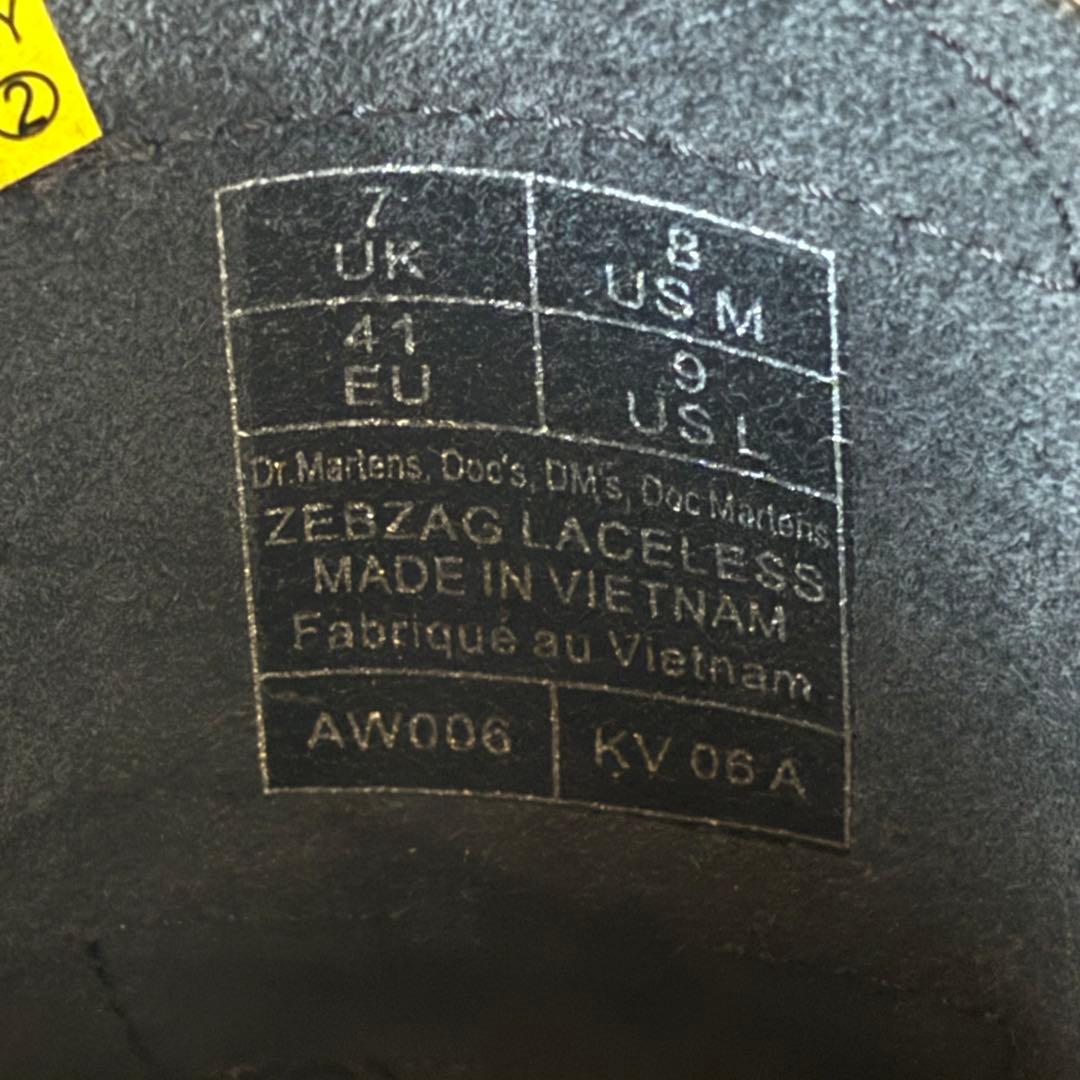 ②
7
UK
8
US M
41
EU
9
US L
Dr.Martens, Doc's, DM's, Doc Martens
ZEBZAG LACELESS
MADE IN VIETNAM
Fabriqué au Vietnam
AW006
KV 06 A